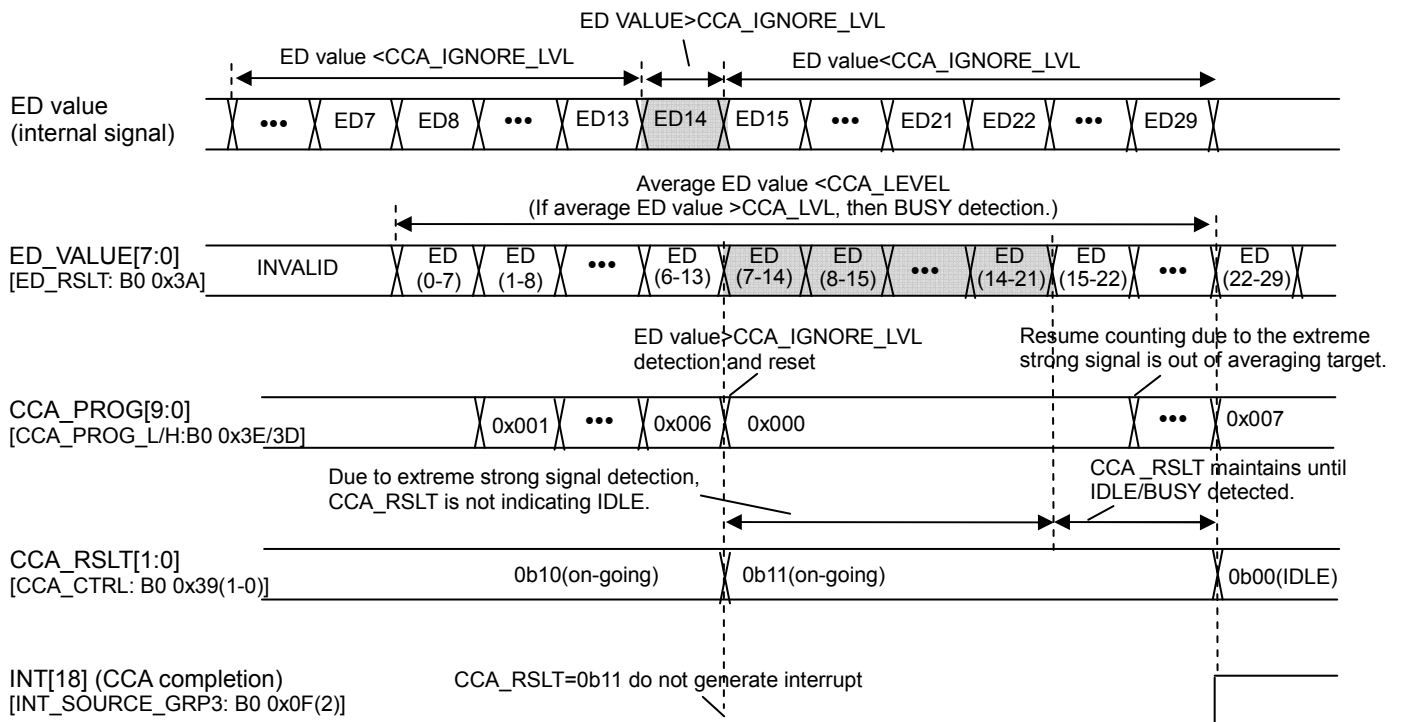 ED VALUE>CCA_IGNORE_LVL
ED value <CCA_IGNORE_LVL
ED value<CCA_IGNORE_LVL
ED value
(internal signal)
••• ED7 ED8 ••• ED13 ED14 ED15 ••• ED21 ED22 ••• ED29
Average ED value <CCA_LEVEL
(If average ED value >CCA_LVL, then BUSY detection.)
ED_VALUE[7:0]
[ED_RSLT: B0 0x3A]
INVALID
ED
(0-7)
ED
(1-8)
•••
ED
(6-13)
ED
(7-14)
ED
(8-15)
•••
ED
(14-21)
ED
(15-22)
•••
ED
(22-29)
ED value>CCA_IGNORE_LVL
detection and reset
Resume counting due to the extreme
strong signal is out of averaging target.
CCA_PROG[9:0]
[CCA_PROG_L/H:B0 0x3E/3D]
0x001 ••• 0x006 0x000 ••• 0x007
Due to extreme strong signal detection,
CCA_RSLT is not indicating IDLE.
CCA _RSLT maintains until
IDLE/BUSY detected.
CCA_RSLT[1:0]
[CCA_CTRL: B0 0x39(1-0)]
0b10(on-going) 0b11(on-going) 0b00(IDLE)
INT[18] (CCA completion)
[INT_SOURCE_GRP3: B0 0x0F(2)]
CCA_RSLT=0b11 do not generate interrupt